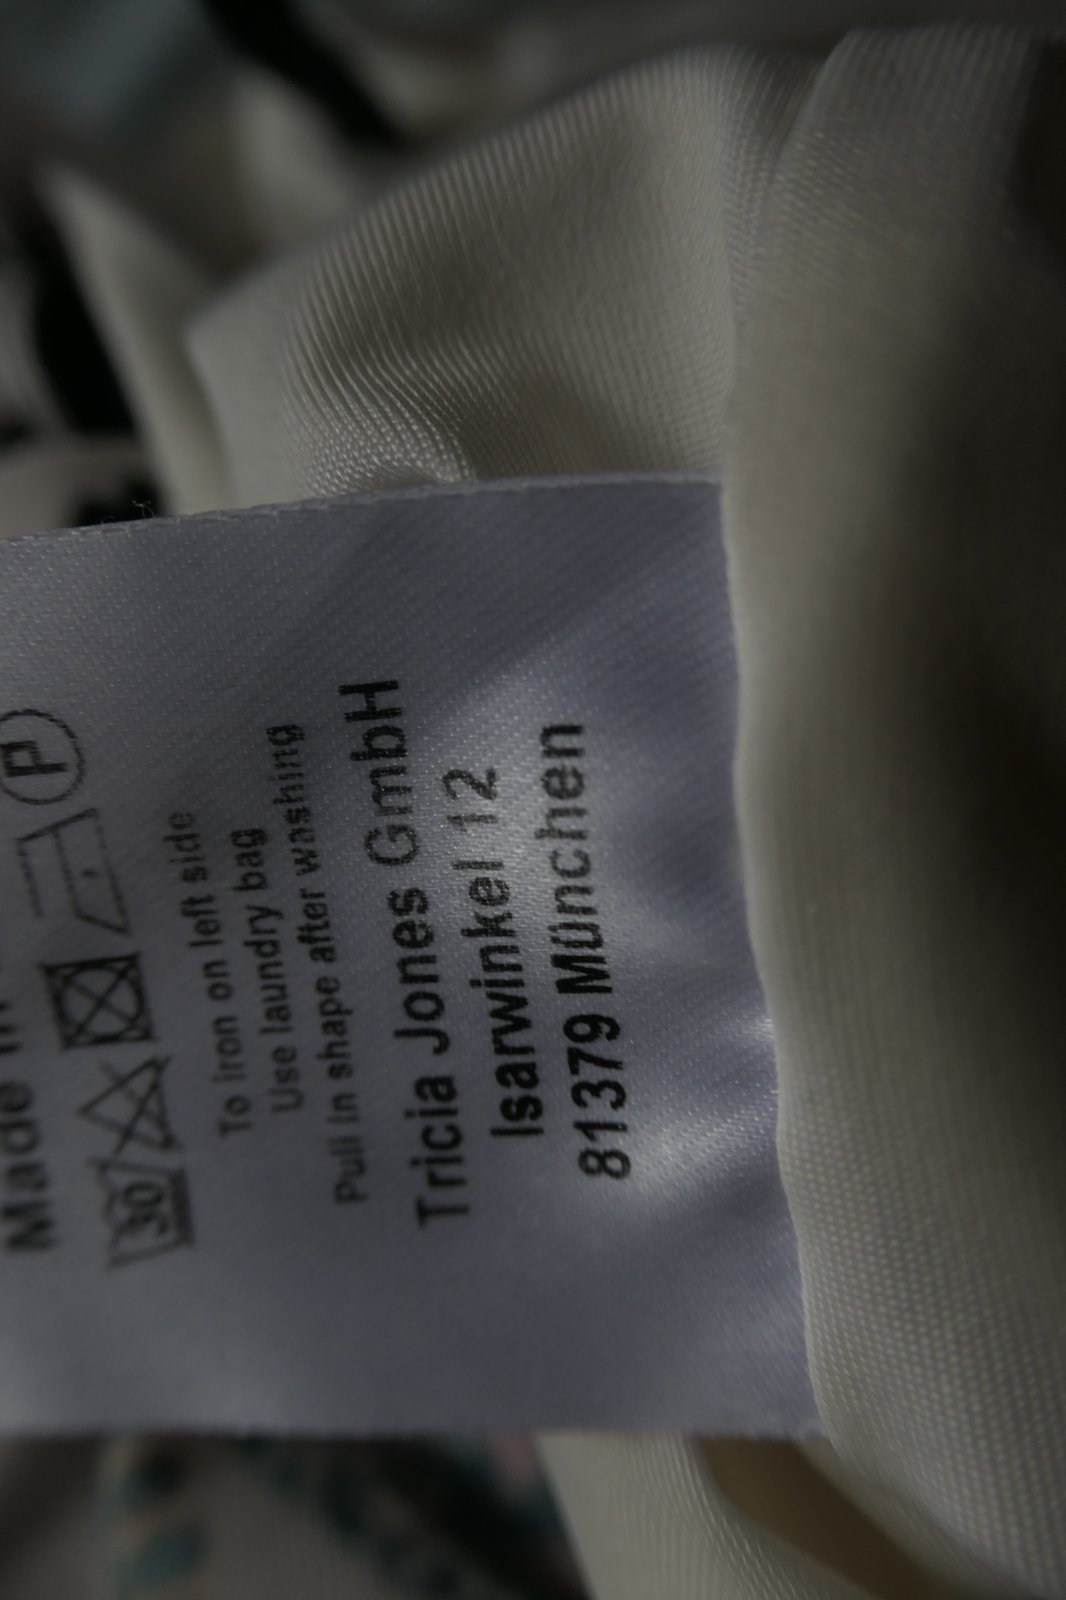 Made in
30 P
To iron on left side
Use laundry bag
Pull in shape after washing
Tricia Jones GmbH
Isarwinkel 12
81379 München